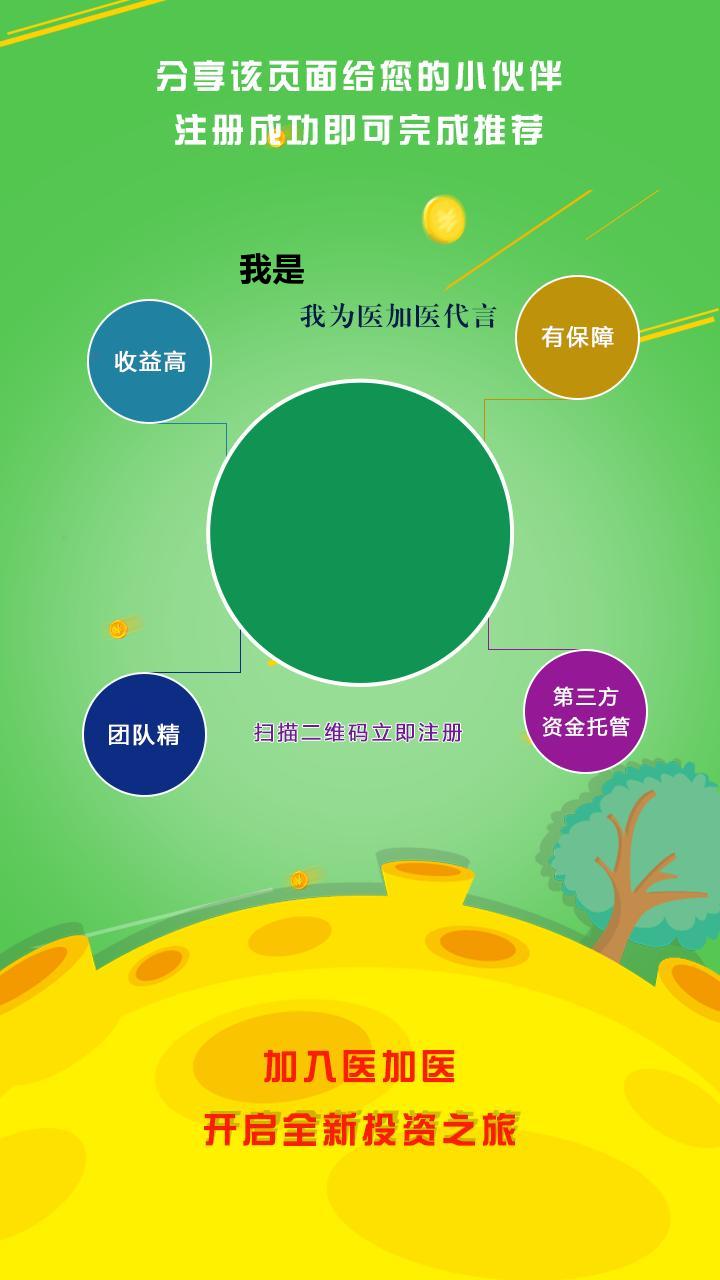 分享该页面给您的小伙伴
注册成功即可完成推荐
我是
我为医加医代言
收益高
有保障
团队精
第三方
资金托管
扫描二维码立即注册
加入医加医
开启全新投资之旅